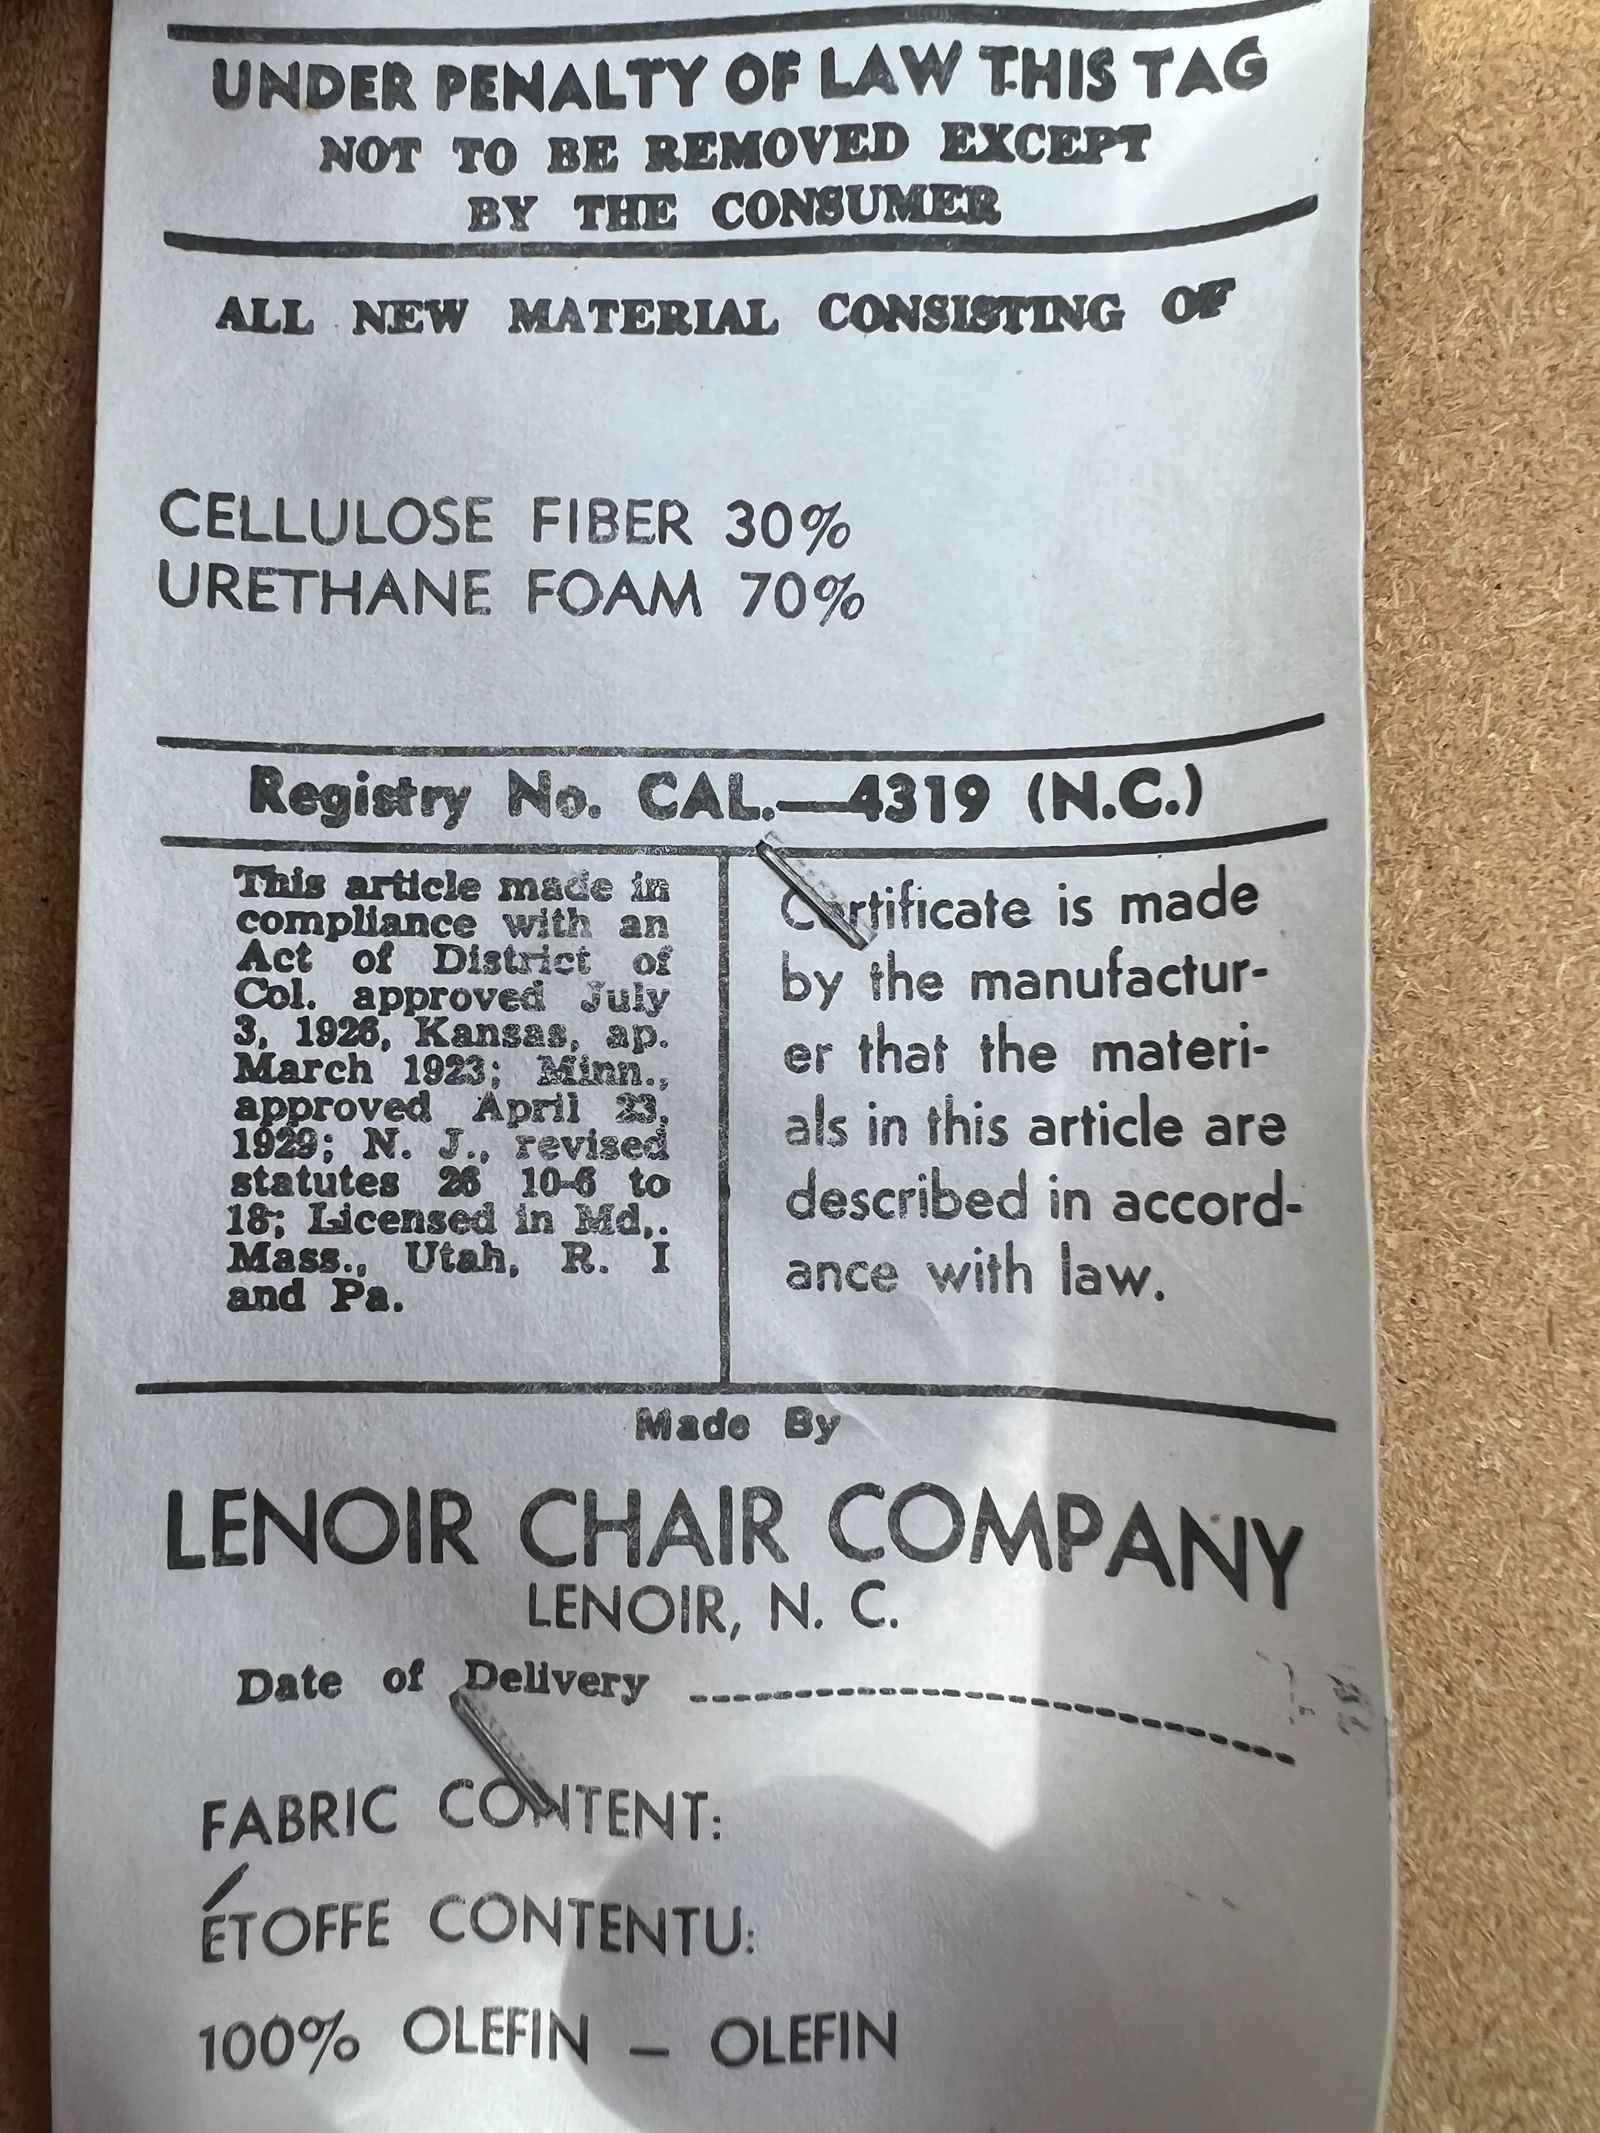 UNDER PENALTY OF LAW THIS TAG
NOT TO BE REMOVED EXCEPT
BY THE CONSUMER
ALL NEW MATERIAL CONSISTING OF
CELLULOSE FIBER 30%
URETHANE FOAM 70%
Registry No. CAL.—4319 (N.C.)
This article made in
compliance with an
Act of District of
Col. approved July
3, 1926, Kansas, ap.
March 1923; Minn.,
approved April 23,
1929; N. J., revised
statutes 26 10-6 to
18; Licensed in Md,.
Mass., Utah, R. I
and Pa.
Certificate is made
by the manufactur-
er that the materi-
als in this article are
described in accord-
ance with law.
Made By
LENOIR CHAIR COMPANY
LENOIR, N. C.
Date of Delivery
FABRIC CONTENT:
ÉTOFFE CONTENTU:
100% OLEFIN – OLEFIN